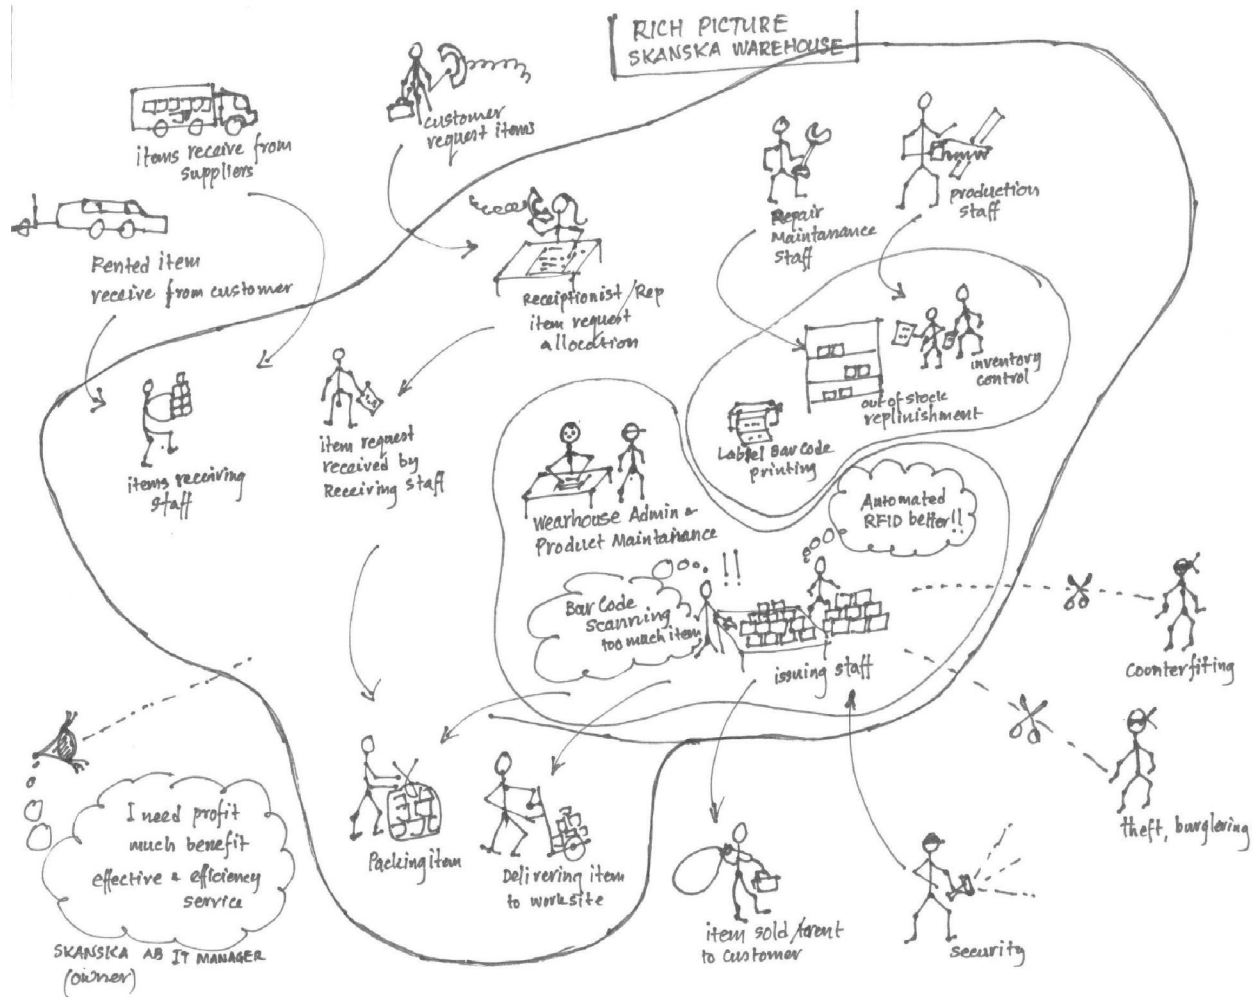 RICH PICTURE
SKANSKA WAREHOUSE
customer
request items
items receive from
suppliers
Rented item
receive from customer
Receiptionist/Rep
item request
allocation
Repair
Maintanance
staff
Production
staff
inventory
control
out of stock
replinishment
Label Bar Code
printing
items receiving
staff
item request
received by
Receiving staff
Wearhouse Admin &
Product Maintanance
Automated
RFID better!!
!!
Bar Code
scanning
too much item
issuing staff
Counterfiting
theft, burglering
I need profit
much benefit
effective & efficiency
service
SKANSKA AB IT MANAGER
(owner)
Packing item
Delivering item
to worksite
item sold/rent
to customer
security